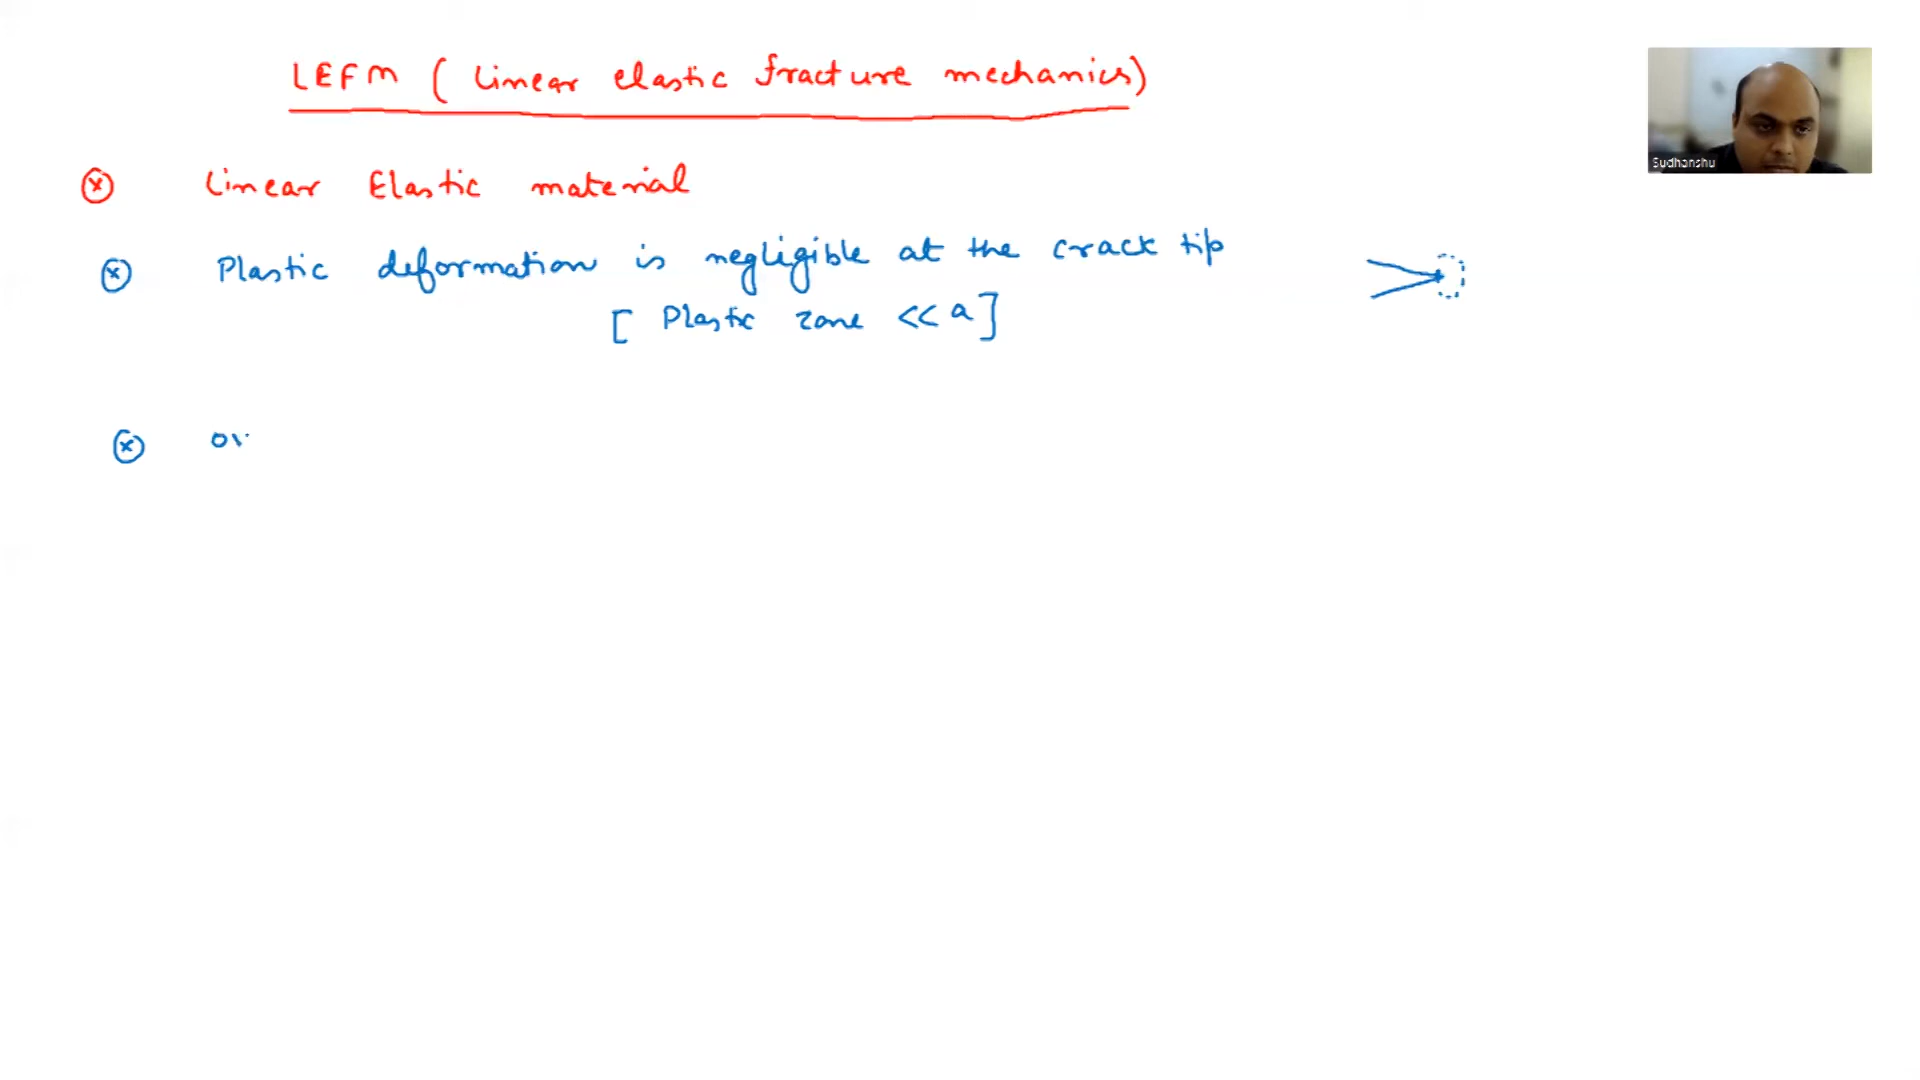 LEFM ( Linear elastic fracture mechanics)
Linear Elastic material
Plastic deformation is negligible at the crack tip
[ Plastic zone << a ]
Sudhanshu